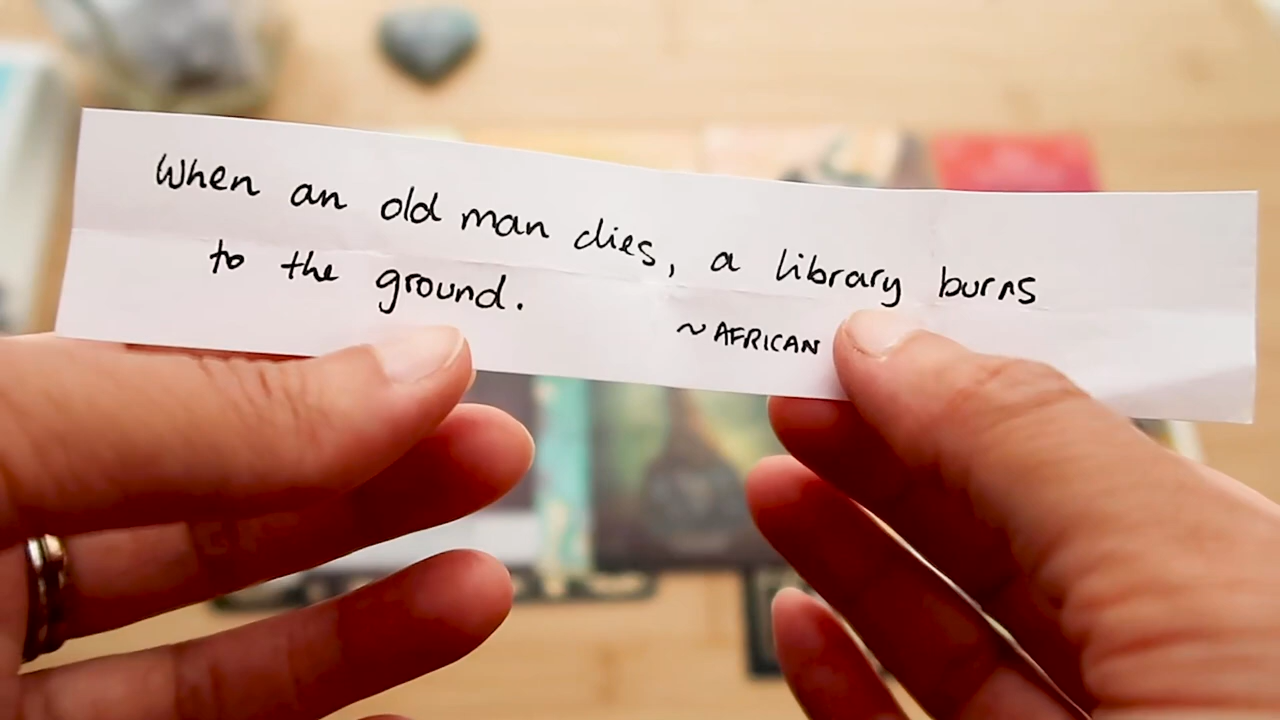 When an old man dies, a library burns
to the ground.
~ AFRICAN